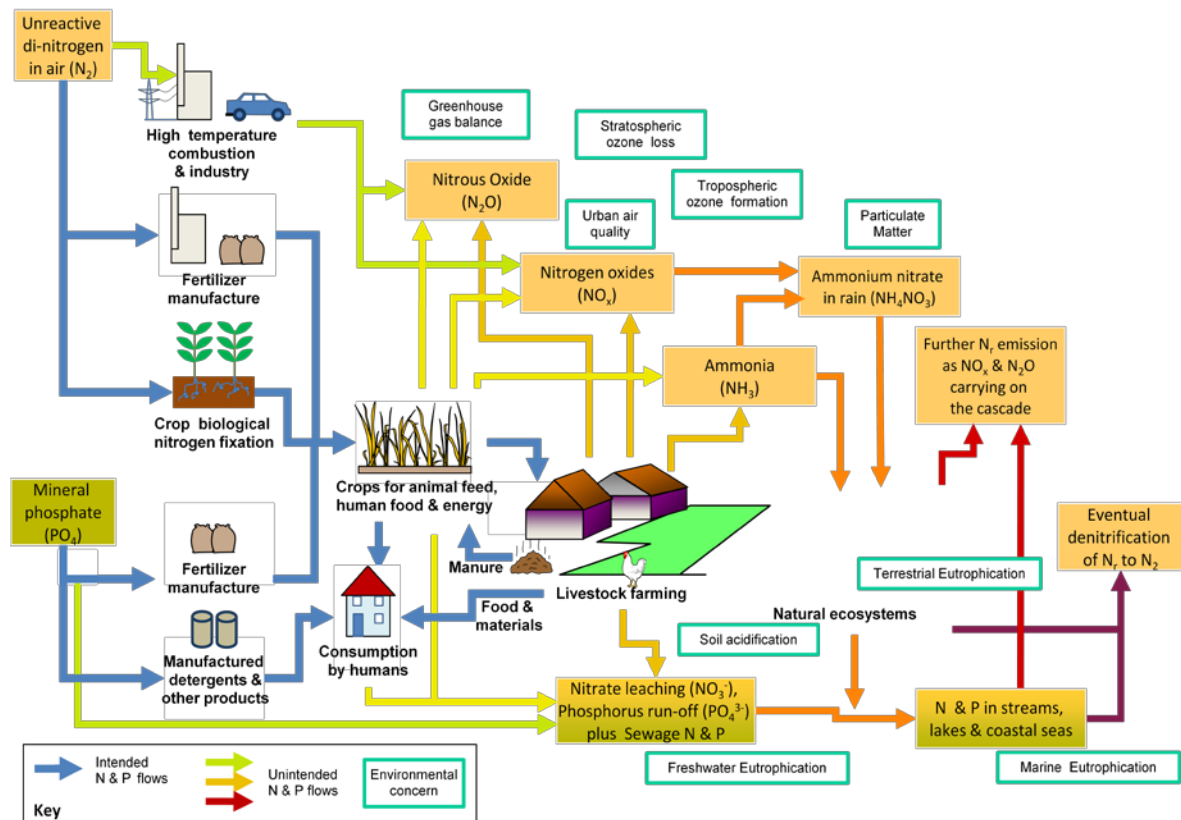 Unreactive
di-nitrogen
in air (N₂)
High temperature
combustion
& industry
Greenhouse
gas balance
Stratospheric
ozone loss
Nitrous Oxide
(N₂O)
Tropospheric
ozone formation
Urban air
quality
Particulate
Matter
Fertilizer
manufacture
Nitrogen oxides
(NOₓ)
Ammonium nitrate
in rain (NH₄NO₃)
Ammonia
(NH₃)
Further Nᵣ emission
as NOₓ & N₂O
carrying on
the cascade
Crop biological
nitrogen fixation
Crops for animal feed,
human food & energy
Mineral
phosphate
(PO₄)
Fertilizer
manufacture
Manure
Livestock farming
Eventual
denitrification
of Nᵣ to N₂
Terrestrial Eutrophication
Food &
materials
Natural ecosystems
Soil acidification
Consumption
by humans
Manufactured
detergents &
other products
Nitrate leaching (NO₃⁻),
Phosphorus run-off (PO₄³⁻)
plus Sewage N & P
N & P in streams,
lakes & coastal seas
Freshwater Eutrophication
Marine Eutrophication
Intended
N & P flows
Unintended
N & P flows
Environmental
concern
Key